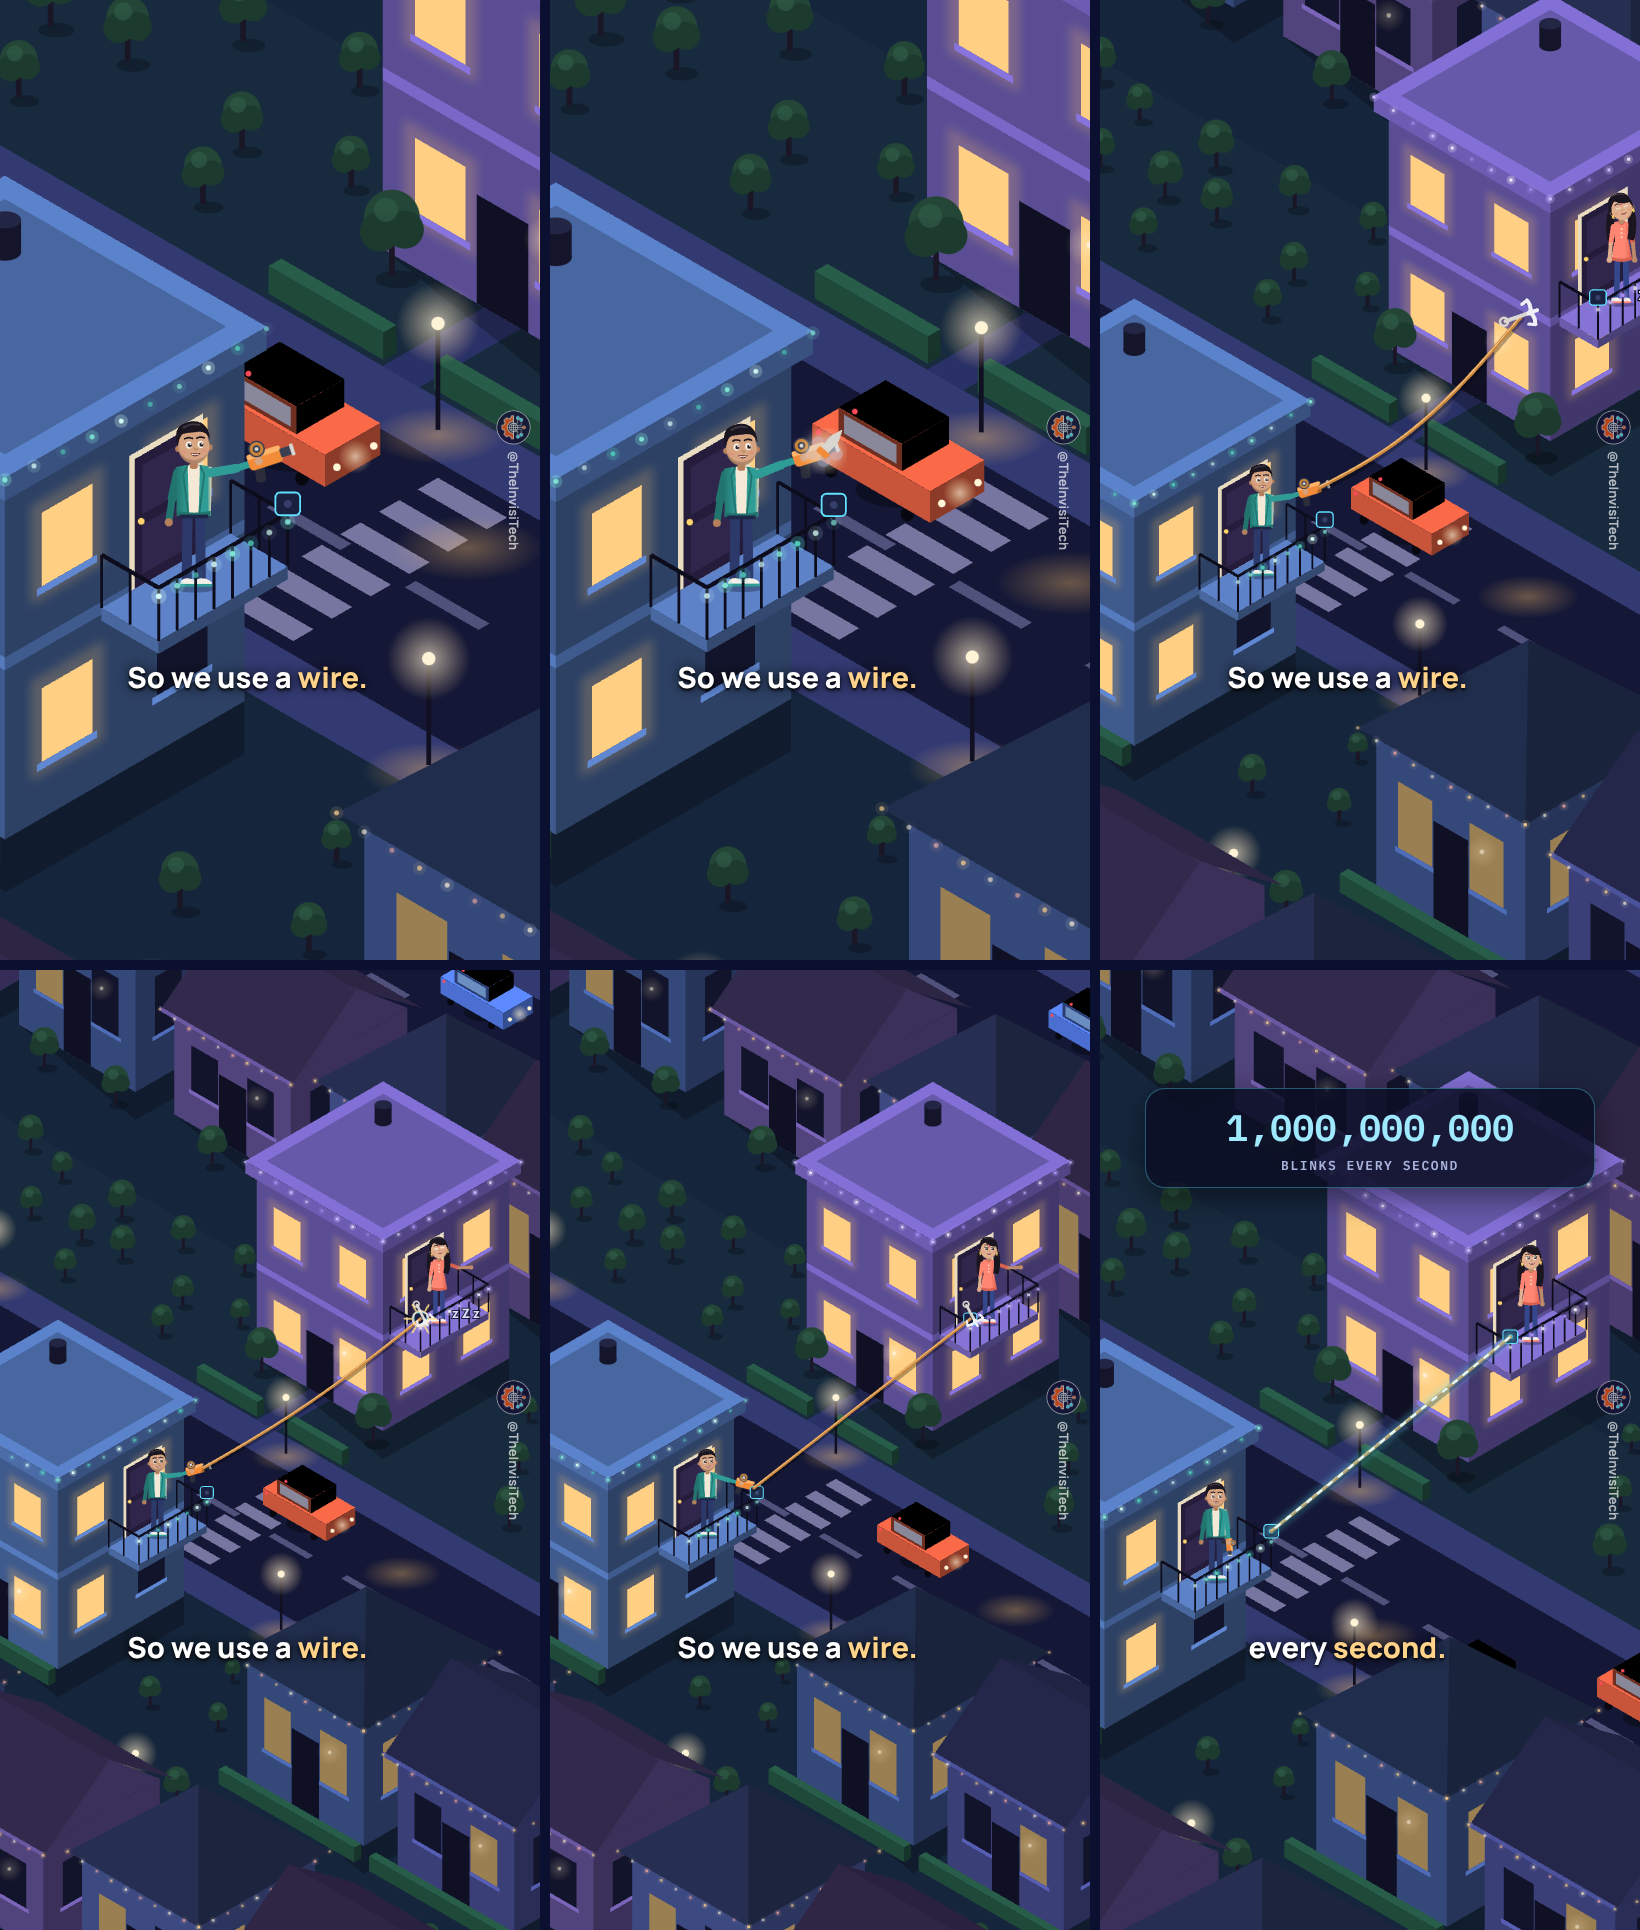 @TheInvisiTech
So we use a wire.
@TheInvisiTech
So we use a wire.
@TheInvisiTech
So we use a wire.
zZz
@TheInvisiTech
So we use a wire.
@TheInvisiTech
So we use a wire.
1,000,000,000
BLINKS EVERY SECOND
@TheInvisiTech
every second.